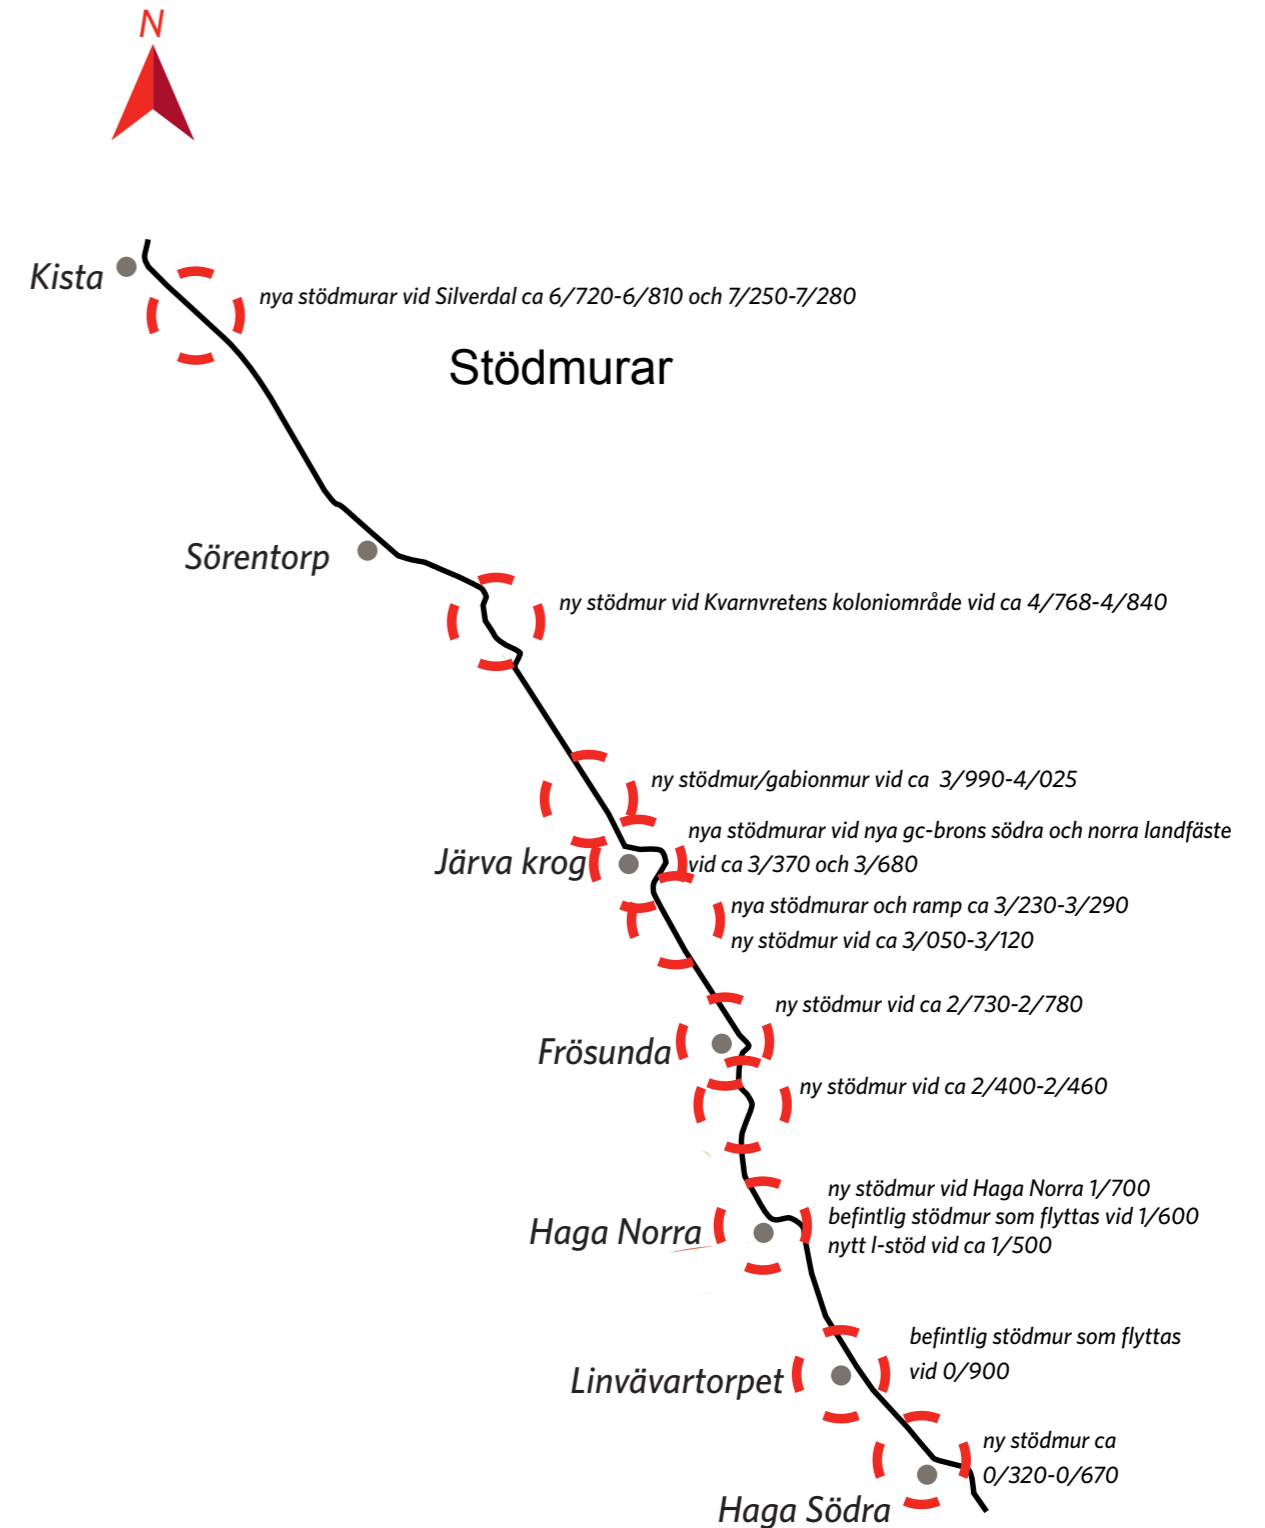 N
Kista
nya stödmurar vid Silverdal ca 6/720-6/810 och 7/250-7/280
Stödmurar
Sörentorp
ny stödmur vid Kvarnvretens koloniområde vid ca 4/768-4/840
ny stödmur/gabionmur vid ca 3/990-4/025
Järva krog
nya stödmurar vid nya gc-brons södra och norra landfäste
vid ca 3/370 och 3/680
nya stödmurar och ramp ca 3/230-3/290
ny stödmur vid ca 3/050-3/120
ny stödmur vid ca 2/730-2/780
Frösunda
ny stödmur vid ca 2/400-2/460
Haga Norra
ny stödmur vid Haga Norra 1/700
befintlig stödmur som flyttas vid 1/600
nytt l-stöd vid ca 1/500
Linvävartorpet
befintlig stödmur som flyttas
vid 0/900
ny stödmur ca
0/320-0/670
Haga Södra